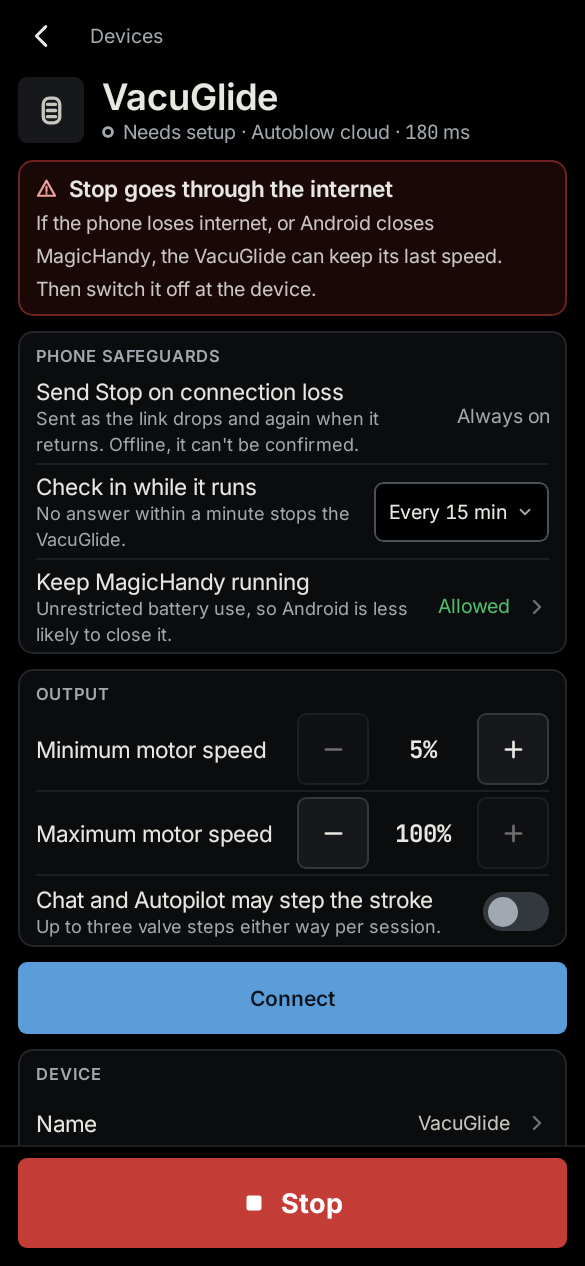 Devices
VacuGlide
Needs setup · Autoblow cloud · 180 ms
Stop goes through the internet
If the phone loses internet, or Android closes
MagicHandy, the VacuGlide can keep its last speed.
Then switch it off at the device.
PHONE SAFEGUARDS
Send Stop on connection loss
Sent as the link drops and again when it
returns. Offline, it can't be confirmed.
Always on
Check in while it runs
No answer within a minute stops the
VacuGlide.
Every 15 min
Keep MagicHandy running
Unrestricted battery use, so Android is less
likely to close it.
Allowed
OUTPUT
Minimum motor speed
− 5% +
Maximum motor speed
− 100% +
Chat and Autopilot may step the stroke
Up to three valve steps either way per session.
Connect
DEVICE
Name VacuGlide
Stop